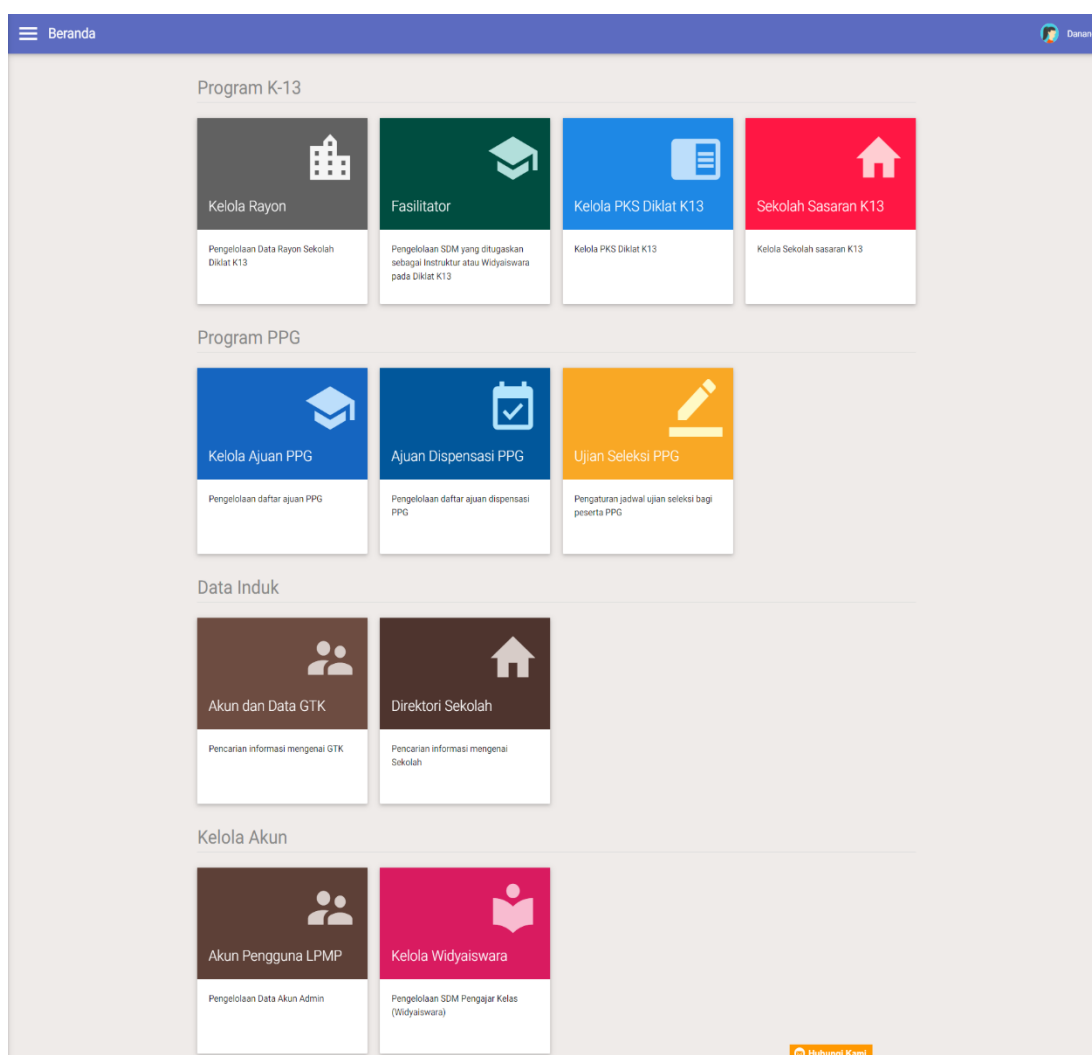 Beranda
Danan
Program K-13
Kelola Rayon
Fasilitator
Kelola PKS Diklat K13
Sekolah Sasaran K13
Pengelolaan Data Rayon Sekolah
Diklat K13
Pengelolaan SDM yang ditugaskan
sebagai Instruktur atau Widyaiswara
pada Diklat K13
Kelola PKS Diklat K13
Kelola Sekolah sasaran K13
Program PPG
Kelola Ajuan PPG
Ajuan Dispensasi PPG
Ujian Seleksi PPG
Pengelolaan daftar ajuan PPG
Pengelolaan daftar ajuan dispensasi
PPG
Pengaturan jadwal ujian seleksi bagi
peserta PPG
Data Induk
Akun dan Data GTK
Direktori Sekolah
Pencarian informasi mengenai GTK
Pencarian informasi mengenai
Sekolah
Kelola Akun
Akun Pengguna LPMP
Kelola Widyaiswara
Pengelolaan Data Akun Admin
Pengelolaan SDM Pengajar Kelas
(Widyaiswara)
Hubungi Kami